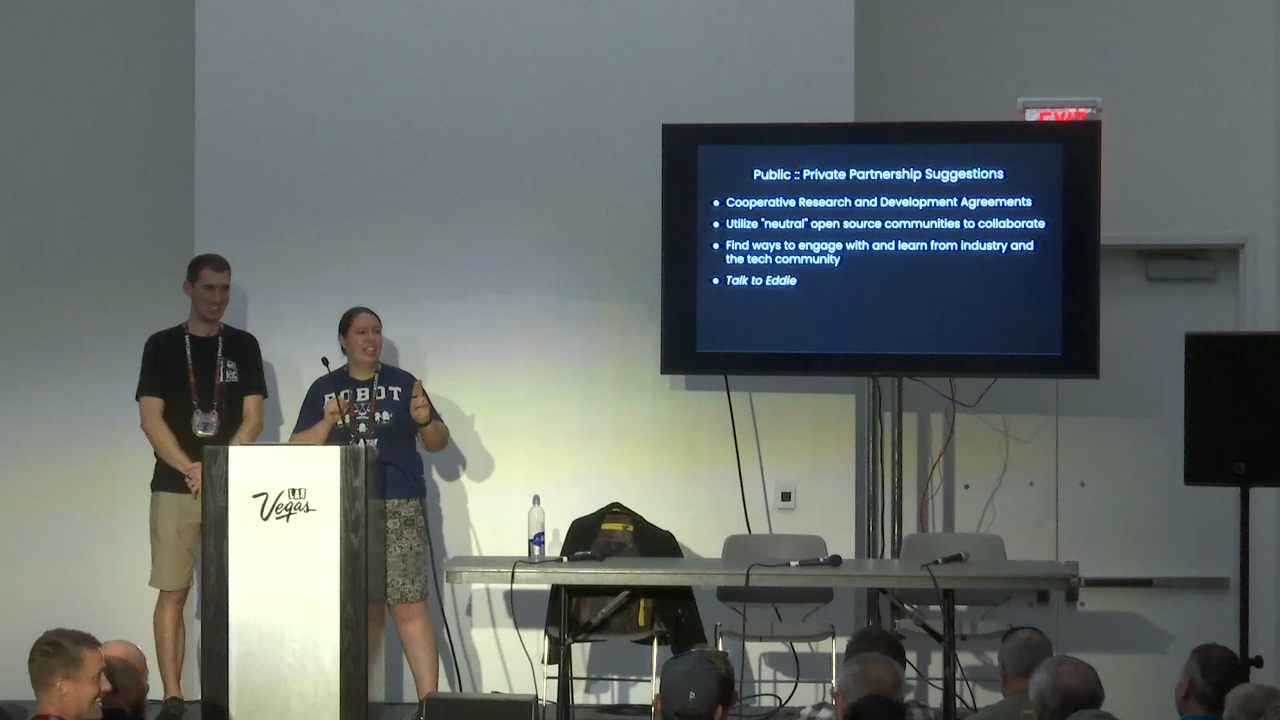 EXIT
Public :: Private Partnership Suggestions
• Cooperative Research and Development Agreements
• Utilize "neutral" open source communities to collaborate
• Find ways to engage with and learn from industry and
the tech community
• Talk to Eddie
ROBOT
LAS
Vegas